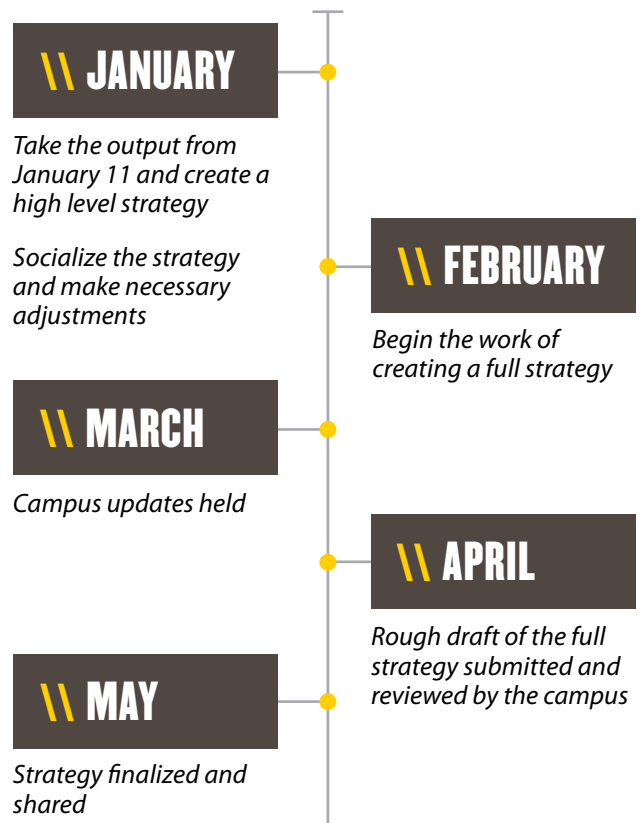 \\ JANUARY
Take the output from
January 11 and create a
high level strategy
Socialize the strategy
and make necessary
adjustments
\\ FEBRUARY
Begin the work of
creating a full strategy
\\ MARCH
Campus updates held
\\ APRIL
Rough draft of the full
strategy submitted and
reviewed by the campus
\\ MAY
Strategy finalized and
shared